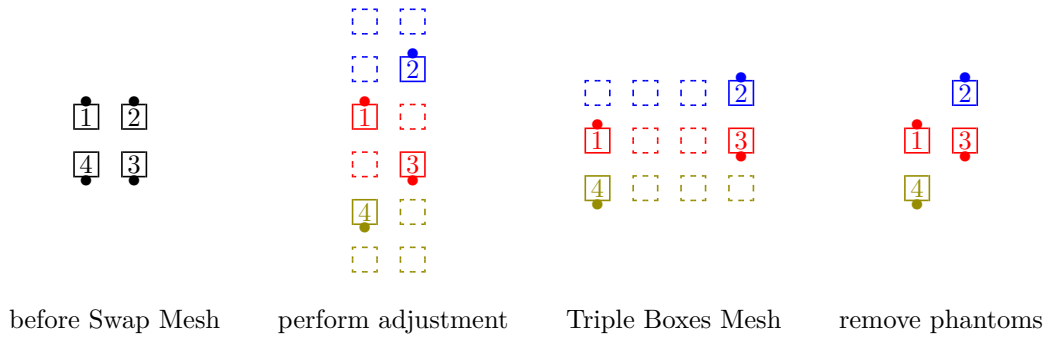 2
1 2 1 2 2
1 3 1
4 3 3 3
4 4 4
before Swap Mesh perform adjustment Triple Boxes Mesh remove phantoms